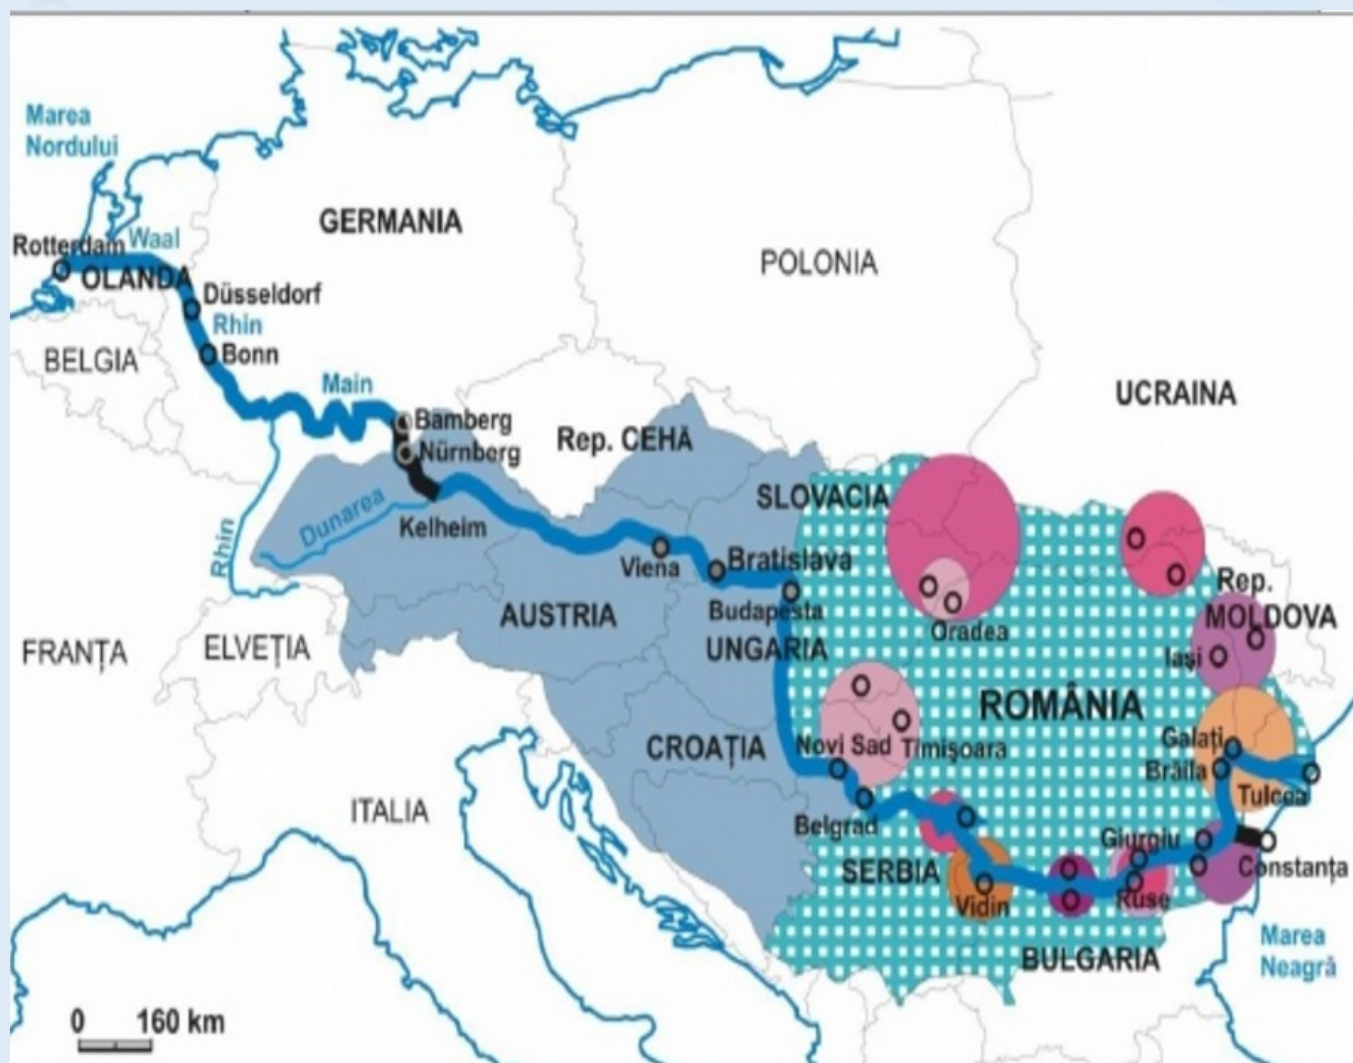 Marea
Nordului
GERMANIA
Rotterdam
Waal
OLANDA
POLONIA
Düsseldorf
Rhin
Bonn
BELGIA
Main
UCRAINA
Bamberg
Nürnberg
Rep. CEHĂ
SLOVACIA
Dunarea
Kelheim
Rhin
Viena
Bratislava
Budapesta
Rep.
MOLDOVA
AUSTRIA
Oradea
FRANȚA
ELVEȚIA
UNGARIA
Iași
ROMÂNIA
CROAȚIA
Novi Sad
Timișoara
Galați
Brăila
Tulcea
ITALIA
Belgrad
Giurgiu
SERBIA
Constanța
Vidin
Ruse
BULGARIA
Marea
Neagră
0 160 km